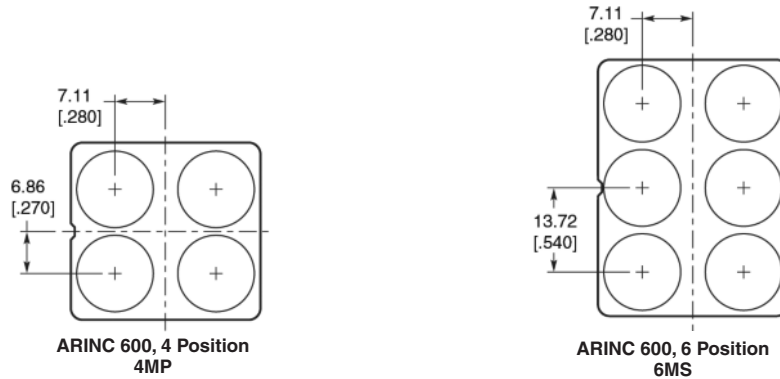 7.11
[.280]
6.86
[.270]
ARINC 600, 4 Position
4MP
7.11
[.280]
13.72
[.540]
ARINC 600, 6 Position
6MS